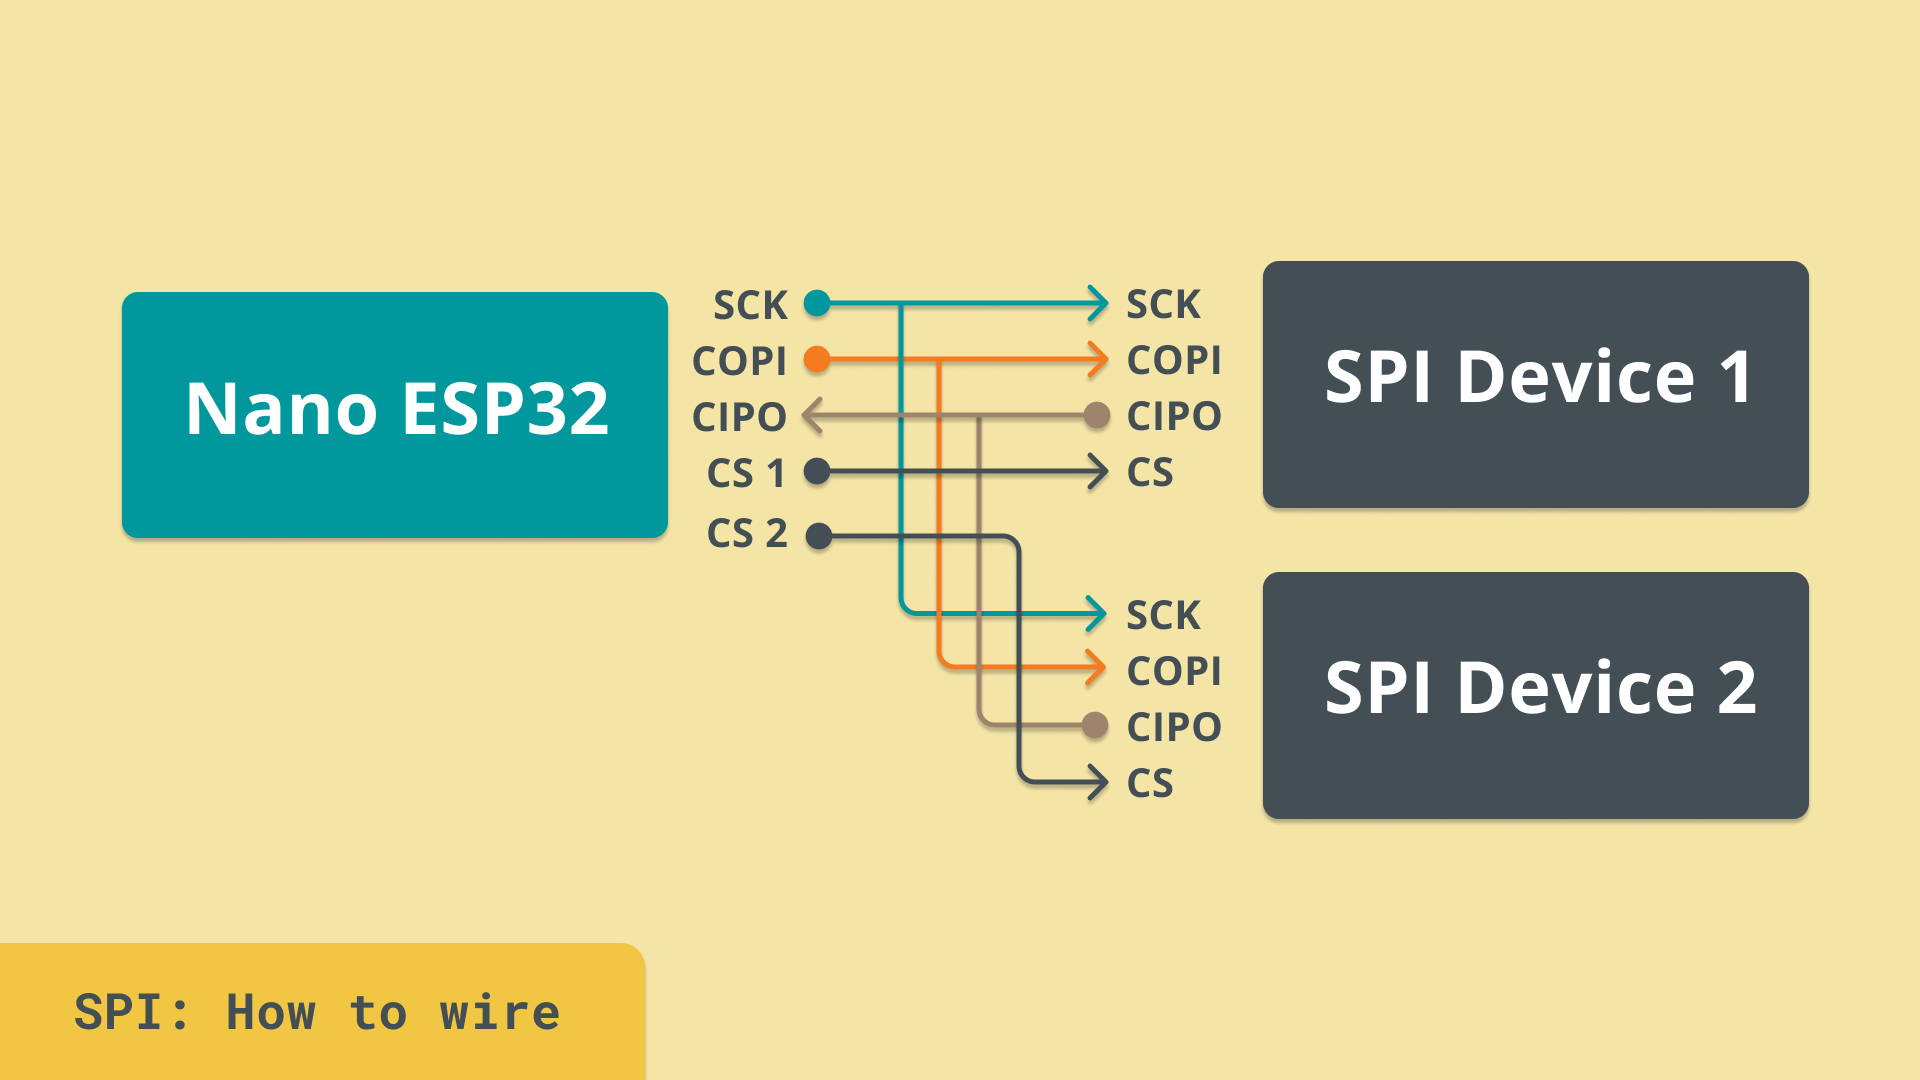 Nano ESP32
SCK
COPI
CIPO
CS 1
CS 2
SCK
COPI
CIPO
CS
SPI Device 1
SCK
COPI
CIPO
CS
SPI Device 2
SPI: How to wire